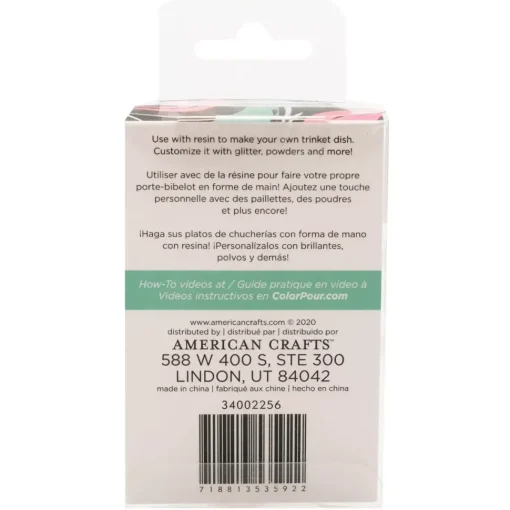 Use with resin to make your own trinket dish.
Customize it with glitter, powders and more!
Utiliser avec de la résine pour faire votre propre
porte-bibelot en forme de main! Ajoutez une touche
personnelle avec des paillettes, des poudres
et plus encore!
¡Haga sus platos de chucherías con forma de mano
con resina! ¡Personalízalos con brillantes,
polvos y demás!
How-To videos at / Guide pratique en video à
Videos instructivos en ColorPour.com
www.americancrafts.com © 2020
distributed by | distribué par | distribuido por
AMERICAN CRAFTS™
588 W 400 S, STE 300
LINDON, UT 84042
made in china | fabriqué aux chine | hecho en china
34002256
7 18813 53592 2